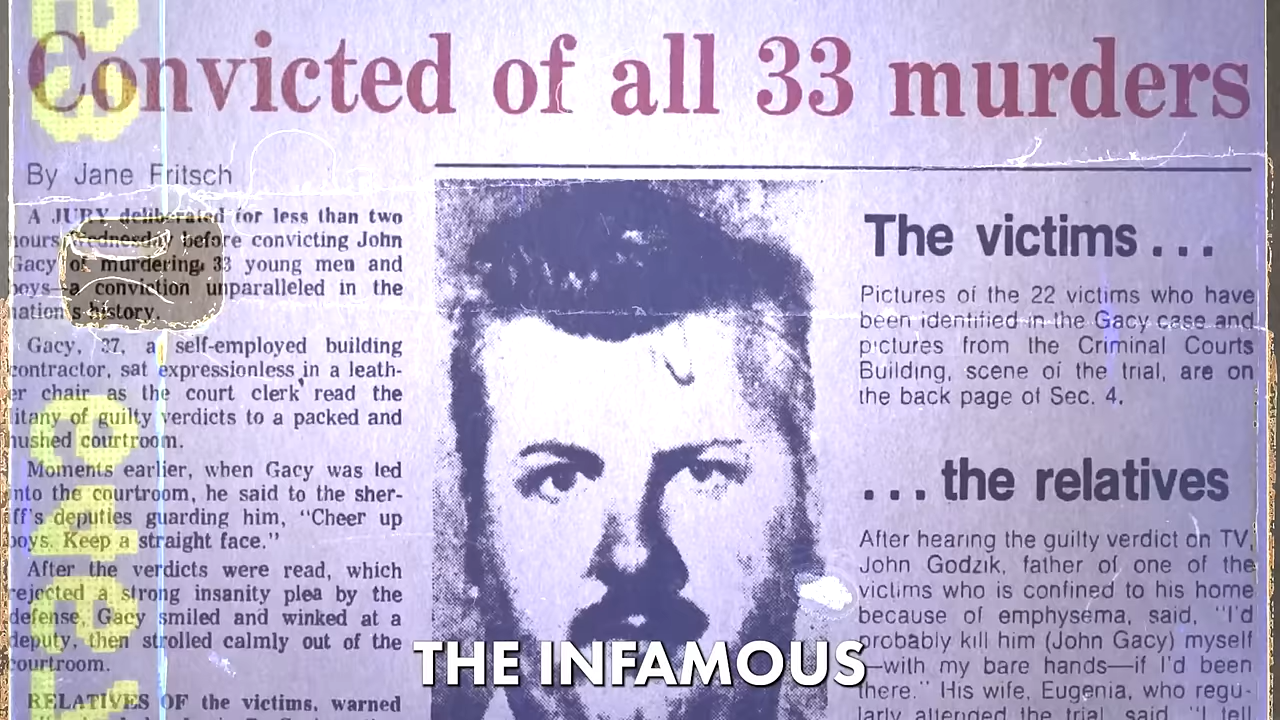 Convicted of all 33 murders
By Jane Fritsch
A JURY deliberated for less than two
hours Wednesday before convicting John
Gacy of murdering 33 young men and
boys—a conviction unparalleled in the
nation's history.
Gacy, 37, a self-employed building
contractor, sat expressionless in a leath-
er chair as the court clerk read the
litany of guilty verdicts to a packed and
hushed courtroom.
Moments earlier, when Gacy was led
into the courtroom, he said to the sher-
iff's deputies guarding him, "Cheer up
boys. Keep a straight face."
After the verdicts were read, which
rejected a strong insanity plea by the
defense, Gacy smiled and winked at a
deputy, then strolled calmly out of the
courtroom.
RELATIVES OF the victims, warned
The victims...
Pictures of the 22 victims who have
been identified in the Gacy case and
pictures from the Criminal Courts
Building, scene of the trial, are on
the back page of Sec. 4.
...the relatives
After hearing the guilty verdict on TV,
John Godzik, father of one of the
victims who is confined to his home
because of emphysema, said, "I'd
probably kill him (John Gacy) myself
—with my bare hands—if I'd been
there." His wife, Eugenia, who regu-
larly attended the trial, said, "I tell
THE INFAMOUS